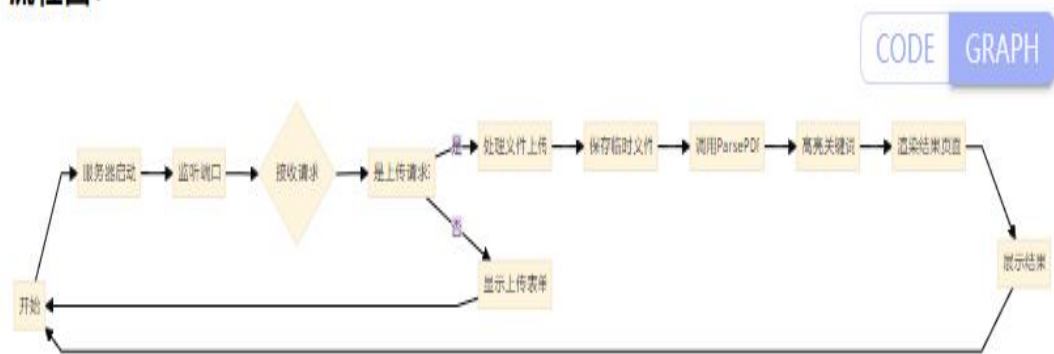 流程图:
CODE GRAPH
开始
服务器启动
监听端口
接收请求
是上传请求
是
处理文件上传
保存临时文件
调用ParsePDF
高亮关键词
渲染结果页面
展示结果
否
显示上传表单